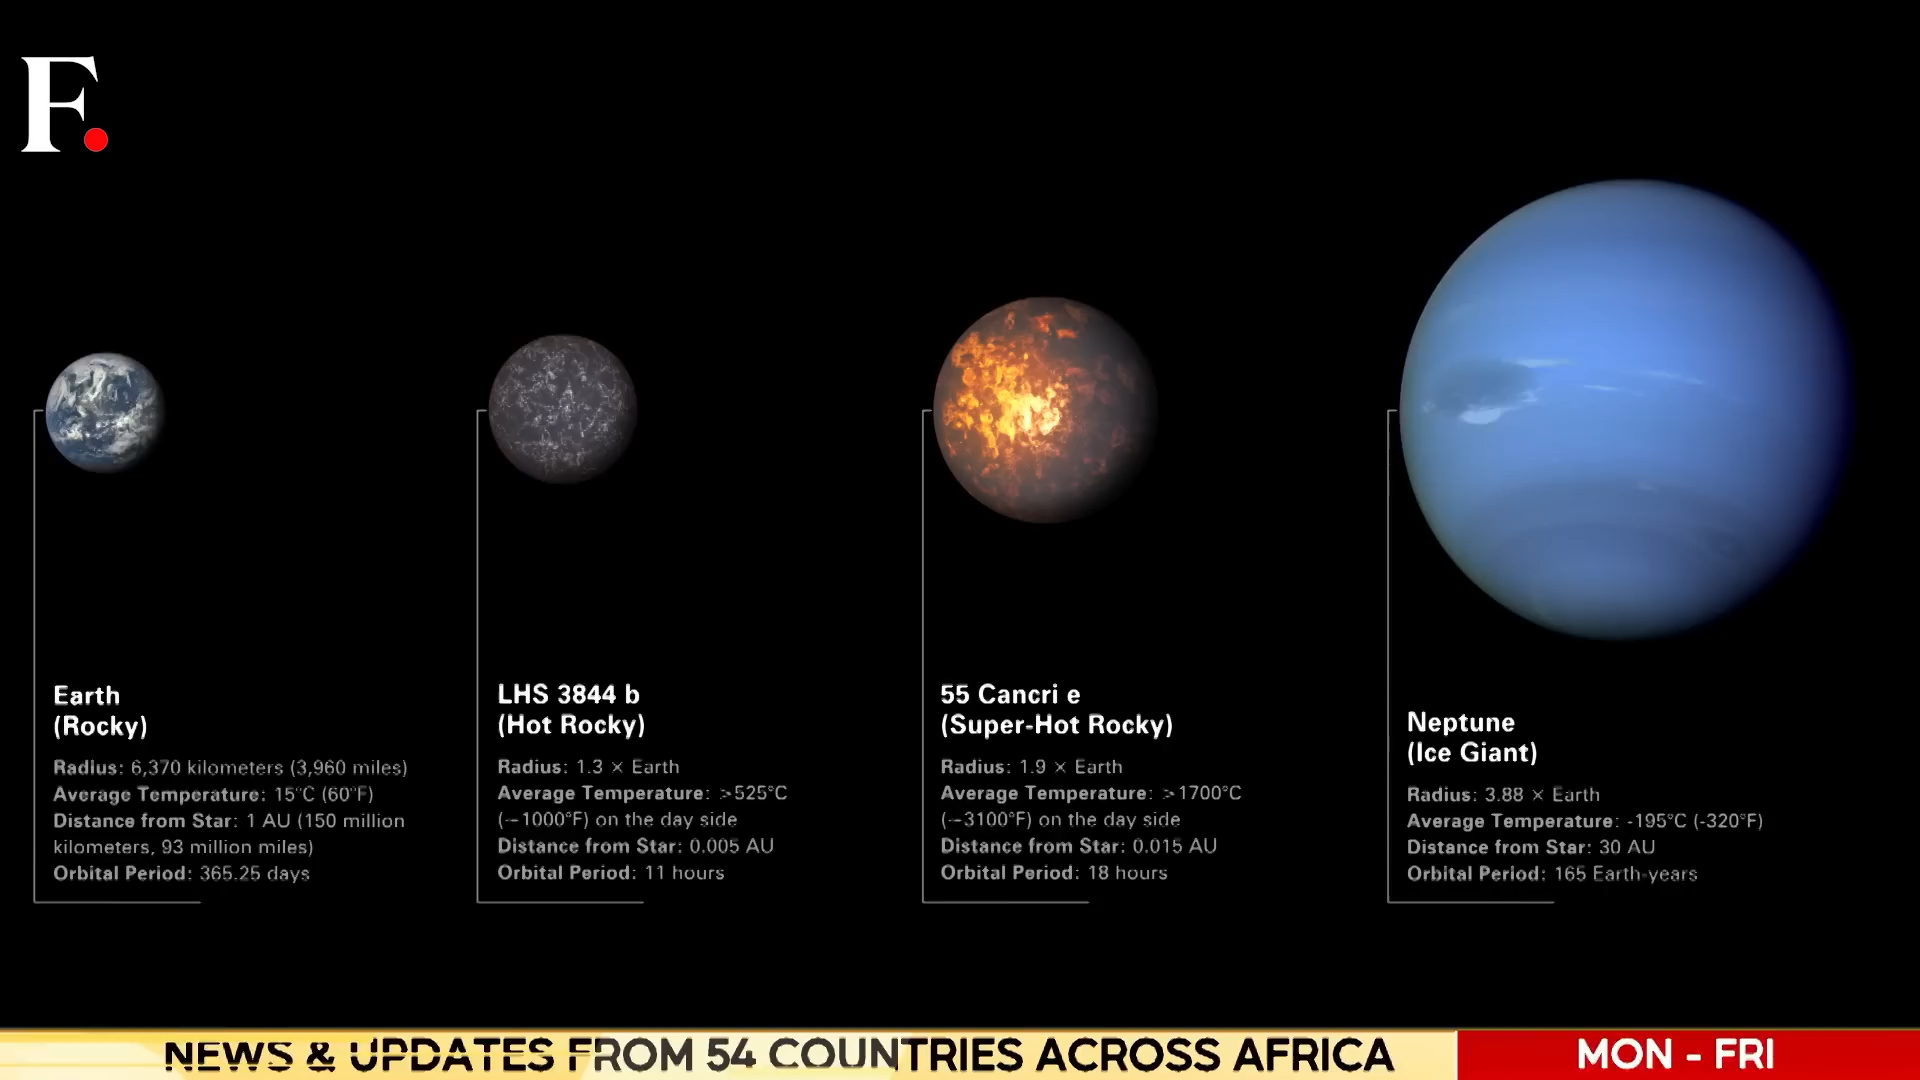 F.
Earth
(Rocky)
Radius: 6,370 kilometers (3,960 miles)
Average Temperature: 15°C (60°F)
Distance from Star: 1 AU (150 million
kilometers, 93 million miles)
Orbital Period: 365.25 days
LHS 3844 b
(Hot Rocky)
Radius: 1.3 × Earth
Average Temperature: >525°C
(~1000°F) on the day side
Distance from Star: 0.005 AU
Orbital Period: 11 hours
55 Cancri e
(Super-Hot Rocky)
Radius: 1.9 × Earth
Average Temperature: >1700°C
(~3100°F) on the day side
Distance from Star: 0.015 AU
Orbital Period: 18 hours
Neptune
(Ice Giant)
Radius: 3.88 × Earth
Average Temperature: -195°C (-320°F)
Distance from Star: 30 AU
Orbital Period: 165 Earth-years
NEWS & UPDATES FROM 54 COUNTRIES ACROSS AFRICA
MON - FRI